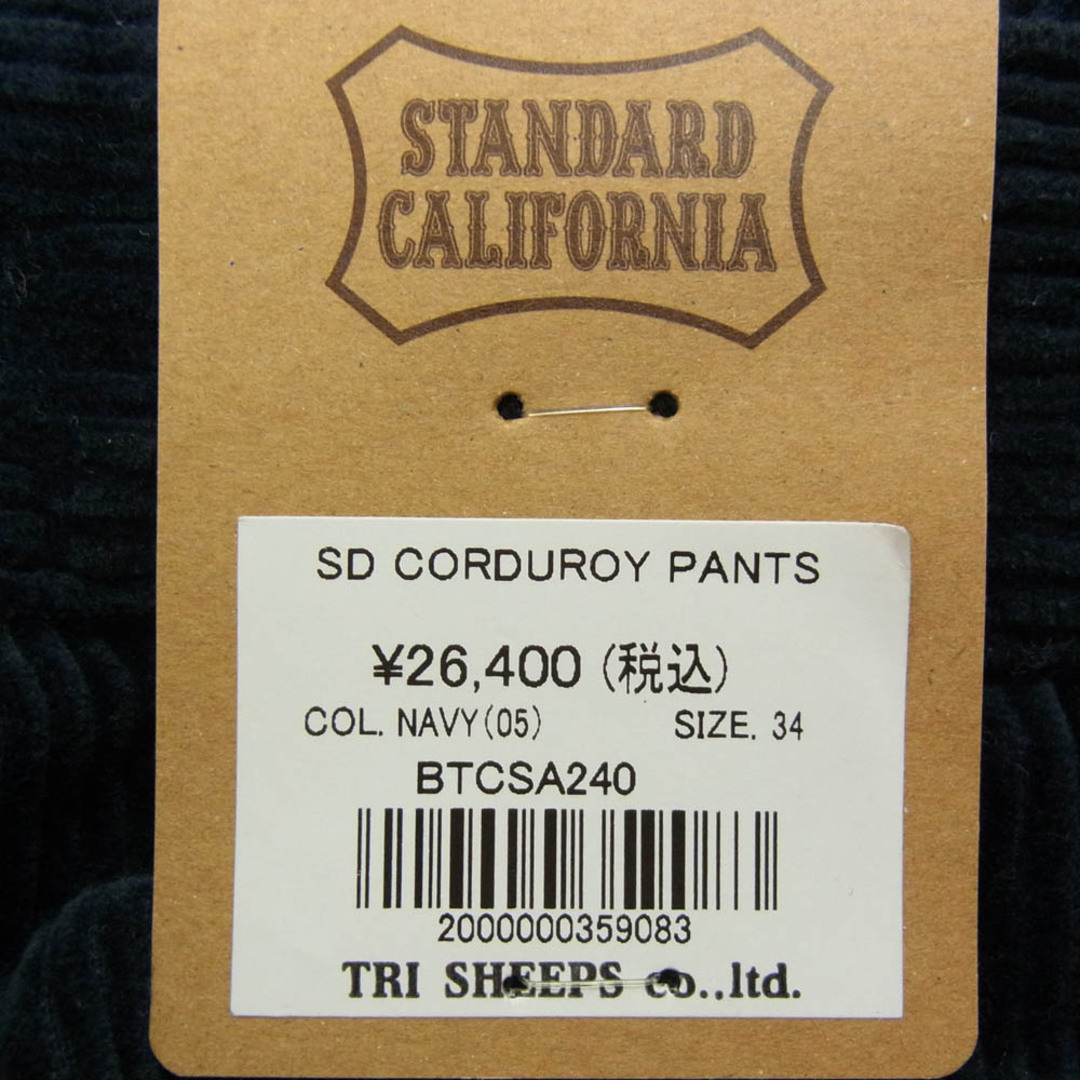 STANDARD
CALIFORNIA
SD CORDUROY PANTS
¥26,400 (税込)
COL. NAVY(05) SIZE. 34
BTCSA240
2000000359083
TRI SHEEPS co.,ltd.